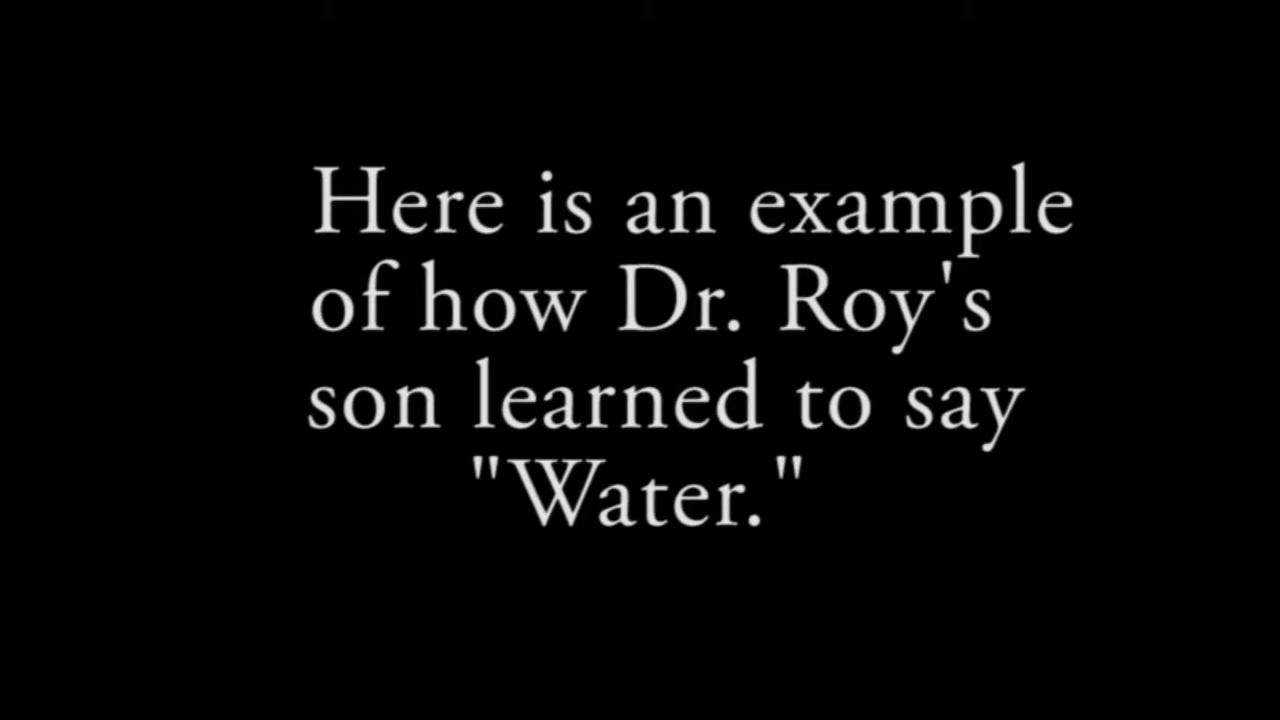 Here is an example
of how Dr. Roy's
son learned to say
"Water."